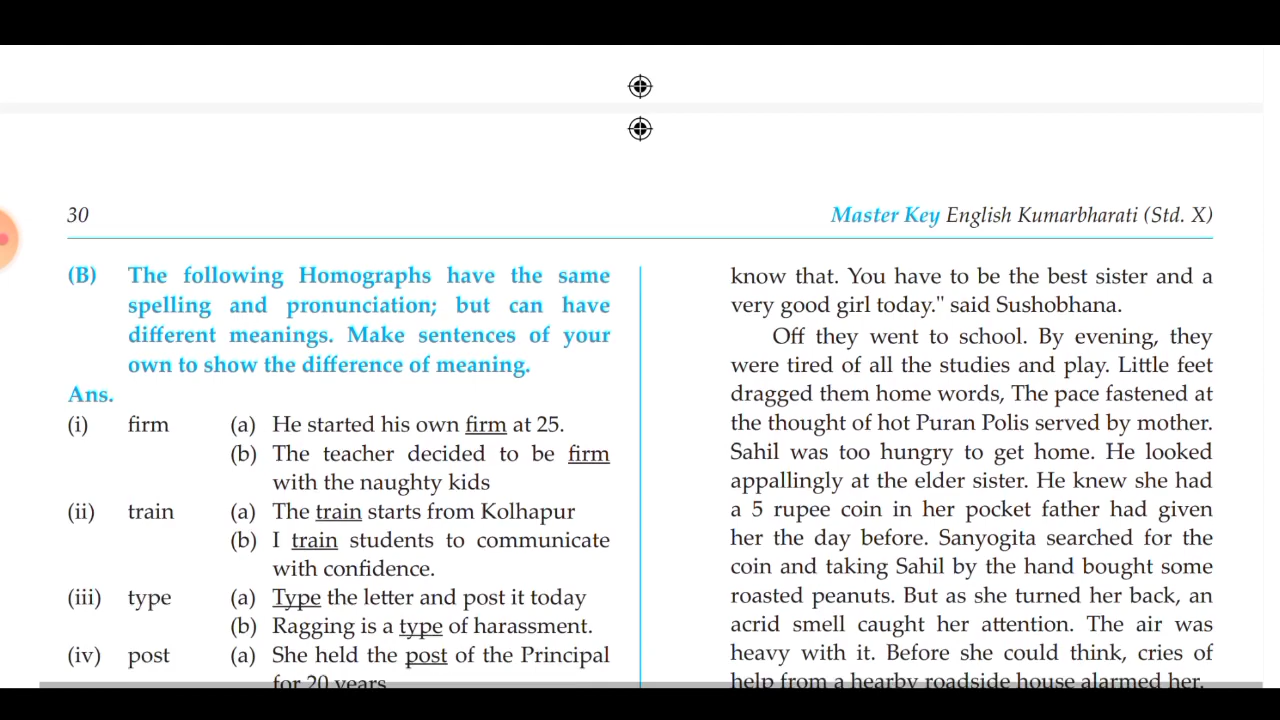 30
Master Key English Kumarbharati (Std. X)
(B) The following Homographs have the same
spelling and pronunciation; but can have
different meanings. Make sentences of your
own to show the difference of meaning.
Ans.
(i) firm (a) He started his own firm at 25.
(b) The teacher decided to be firm
with the naughty kids
(ii) train (a) The train starts from Kolhapur
(b) I train students to communicate
with confidence.
(iii) type (a) Type the letter and post it today
(b) Ragging is a type of harassment.
(iv) post (a) She held the post of the Principal
for 20 years
know that. You have to be the best sister and a
very good girl today." said Sushobhana.
Off they went to school. By evening, they
were tired of all the studies and play. Little feet
dragged them home words, The pace fastened at
the thought of hot Puran Polis served by mother.
Sahil was too hungry to get home. He looked
appallingly at the elder sister. He knew she had
a 5 rupee coin in her pocket father had given
her the day before. Sanyogita searched for the
coin and taking Sahil by the hand bought some
roasted peanuts. But as she turned her back, an
acrid smell caught her attention. The air was
heavy with it. Before she could think, cries of
help from a hearby roadside house alarmed her.